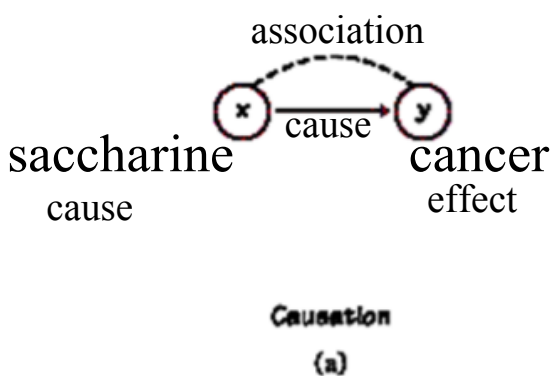 association
x
y
cause
saccharine
cancer
cause
effect
Causation
(a)